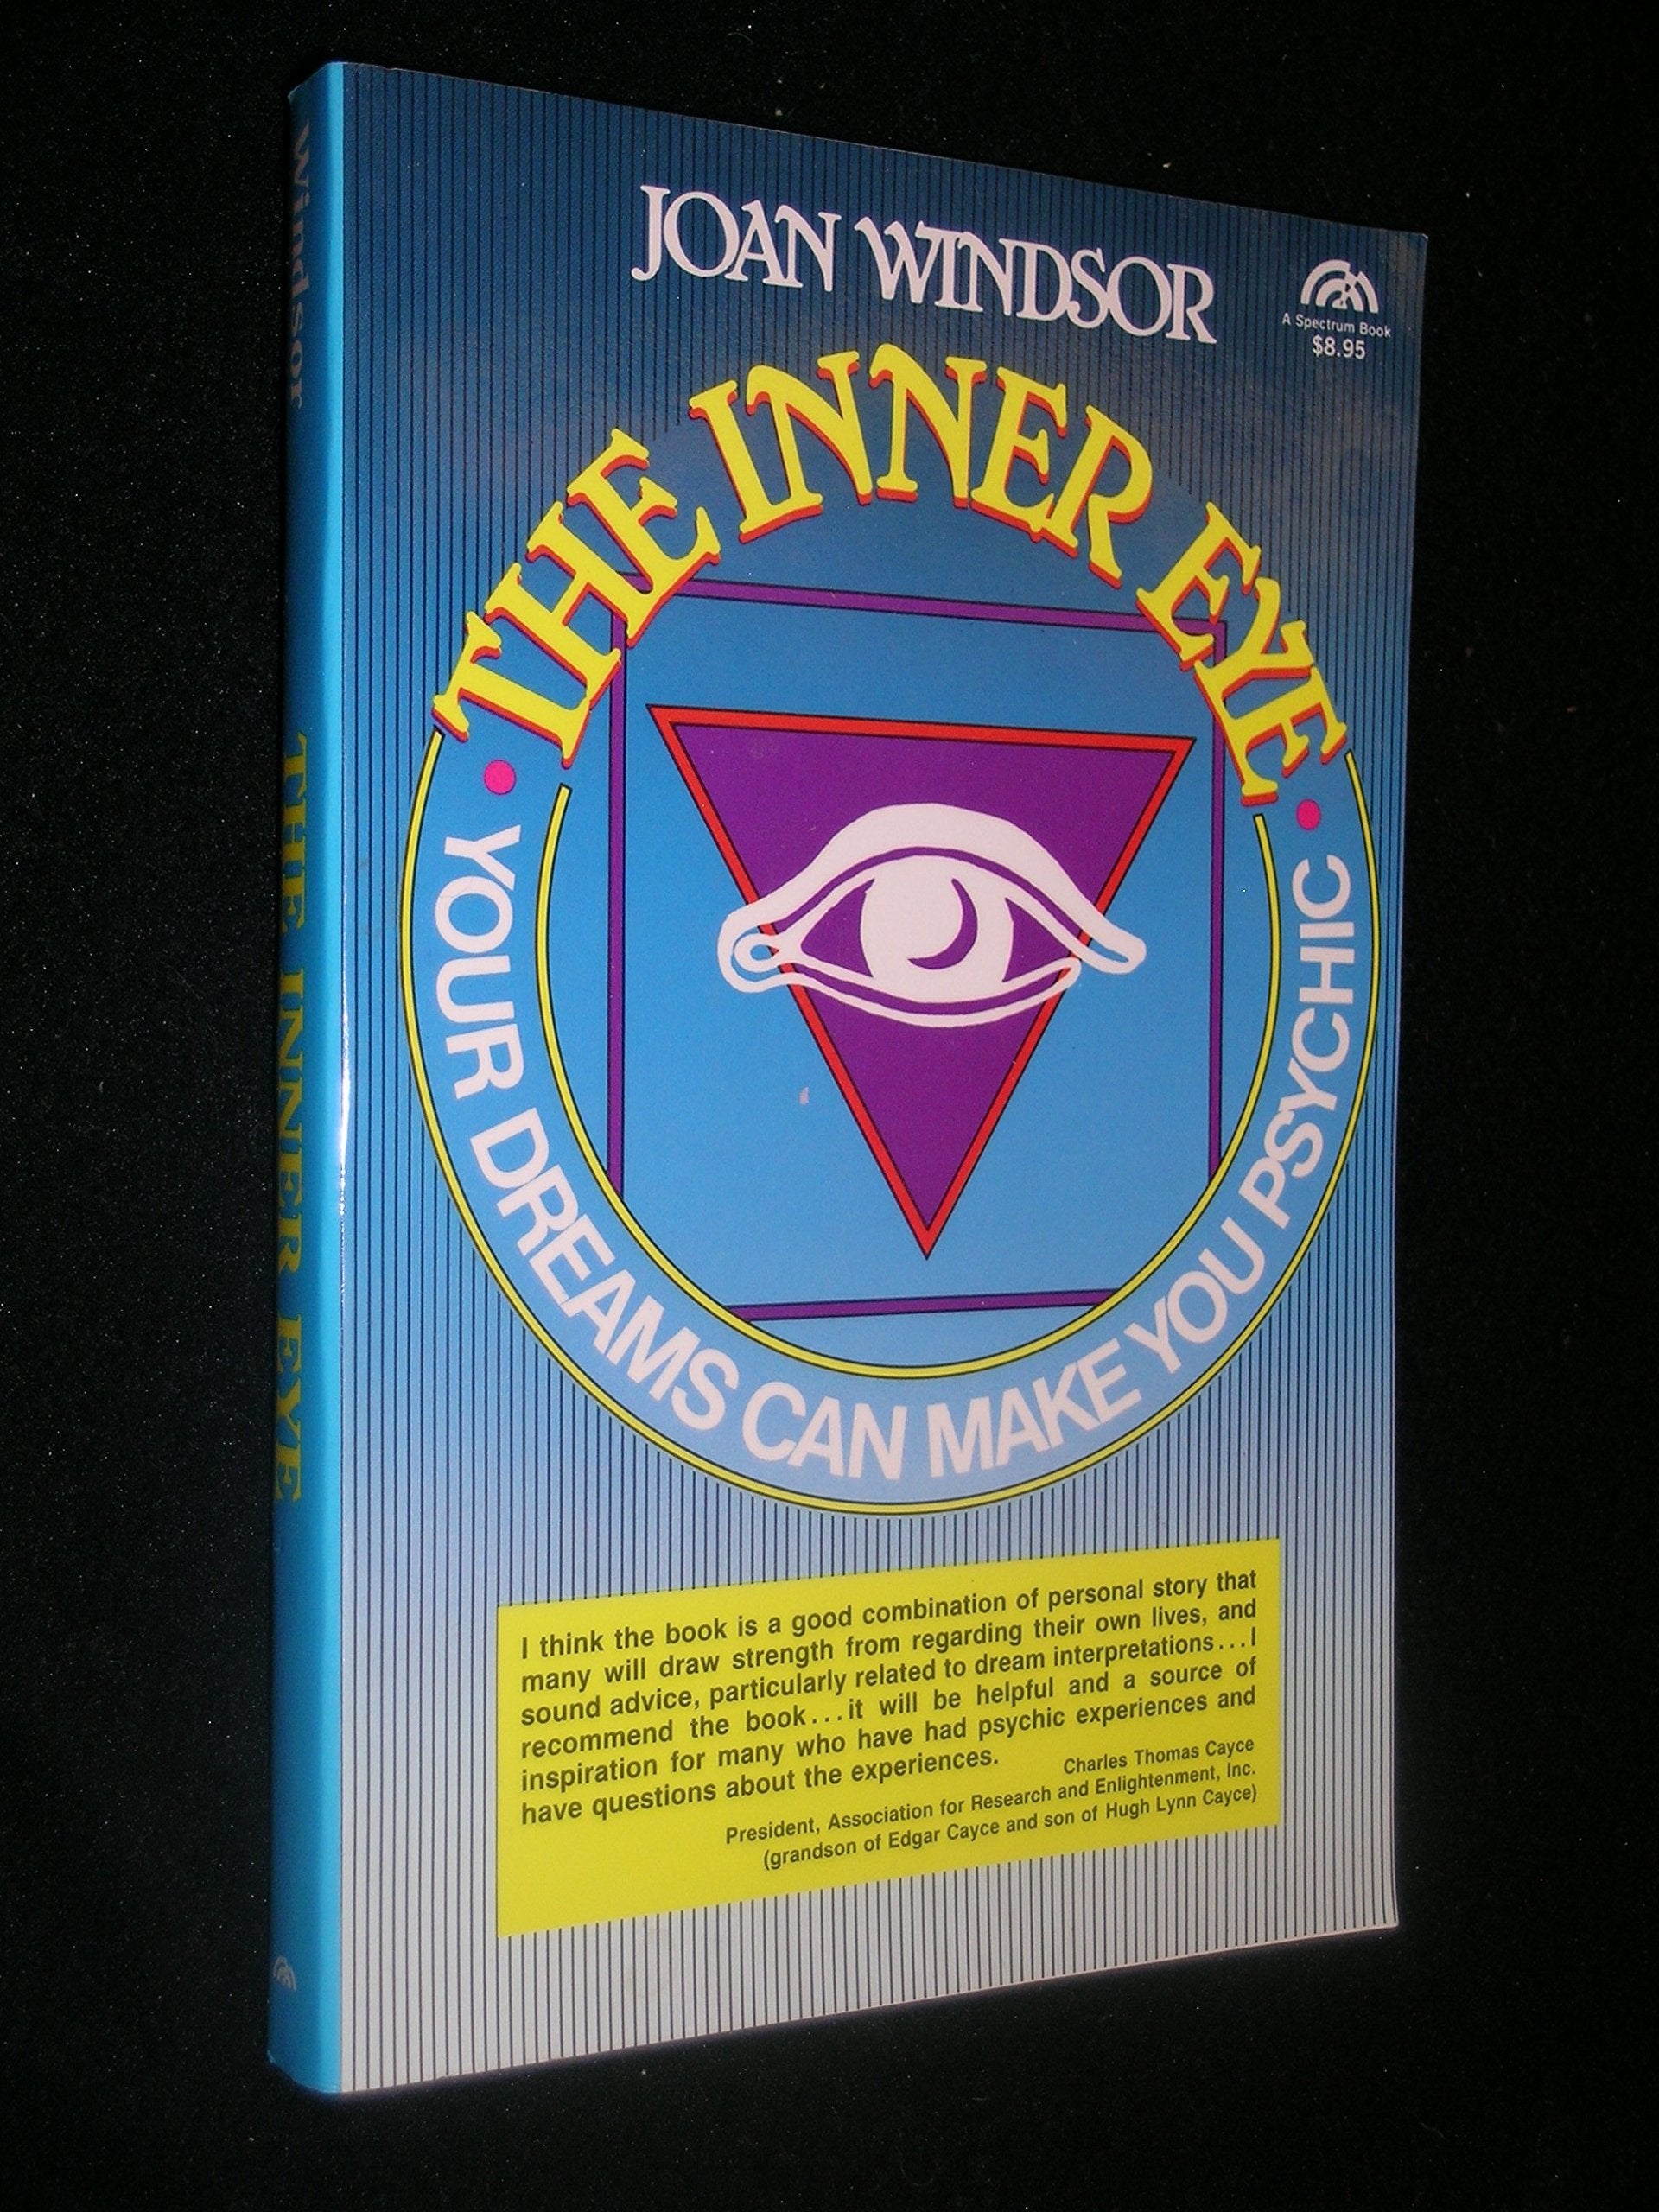 JOAN WINDSOR
A Spectrum Book
$8.95
THE INNER EYE
• YOUR DREAMS CAN MAKE YOU PSYCHIC •
I think the book is a good combination of personal story that
many will draw strength from regarding their own lives, and
sound advice, particularly related to dream interpretations...I
recommend the book...it will be helpful and a source of
inspiration for many who have had psychic experiences and
have questions about the experiences.
Charles Thomas Cayce
President, Association for Research and Enlightenment, Inc.
(grandson of Edgar Cayce and son of Hugh Lynn Cayce)
Windsor
THE INNER EYE